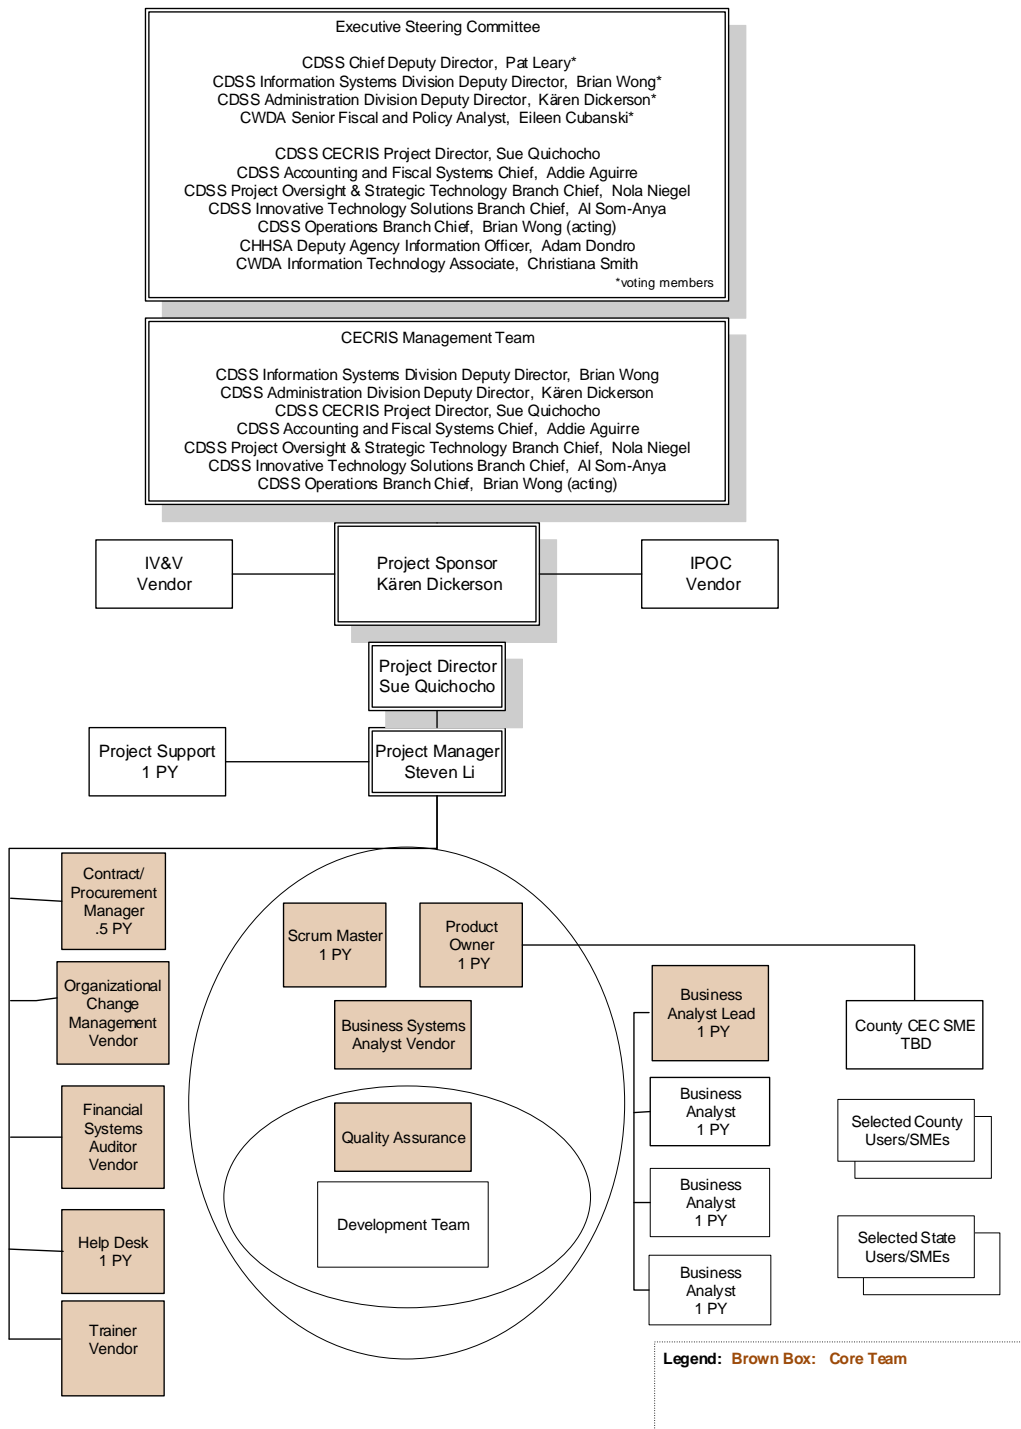 Executive Steering Committee
CDSS Chief Deputy Director, Pat Leary*
CDSS Information Systems Division Deputy Director, Brian Wong*
CDSS Administration Division Deputy Director, Kären Dickerson*
CWDA Senior Fiscal and Policy Analyst, Eileen Cubanski*
CDSS CECRIS Project Director, Sue Quichocho
CDSS Accounting and Fiscal Systems Chief, Addie Aguirre
CDSS Project Oversight & Strategic Technology Branch Chief, Nola Niegel
CDSS Innovative Technology Solutions Branch Chief, Al Som-Anya
CDSS Operations Branch Chief, Brian Wong (acting)
CHHSA Deputy Agency Information Officer, Adam Dondro
CWDA Information Technology Associate, Christiana Smith
*voting members
CECRIS Management Team
CDSS Information Systems Division Deputy Director, Brian Wong
CDSS Administration Division Deputy Director, Kären Dickerson
CDSS CECRIS Project Director, Sue Quichocho
CDSS Accounting and Fiscal Systems Chief, Addie Aguirre
CDSS Project Oversight & Strategic Technology Branch Chief, Nola Niegel
CDSS Innovative Technology Solutions Branch Chief, Al Som-Anya
CDSS Operations Branch Chief, Brian Wong (acting)
IV&V
Vendor
Project Sponsor
Kären Dickerson
IPOC
Vendor
Project Director
Sue Quichocho
Project Support
1 PY
Project Manager
Steven Li
Contract/
Procurement
Manager
.5 PY
Organizational
Change
Management
Vendor
Financial
Systems
Auditor
Vendor
Help Desk
1 PY
Trainer
Vendor
Scrum Master
1 PY
Product
Owner
1 PY
Business Systems
Analyst Vendor
Quality Assurance
Development Team
Business
Analyst Lead
1 PY
Business
Analyst
1 PY
Business
Analyst
1 PY
Business
Analyst
1 PY
County CEC SME
TBD
Selected County
Users/SMEs
Selected State
Users/SMEs
Legend: Brown Box: Core Team